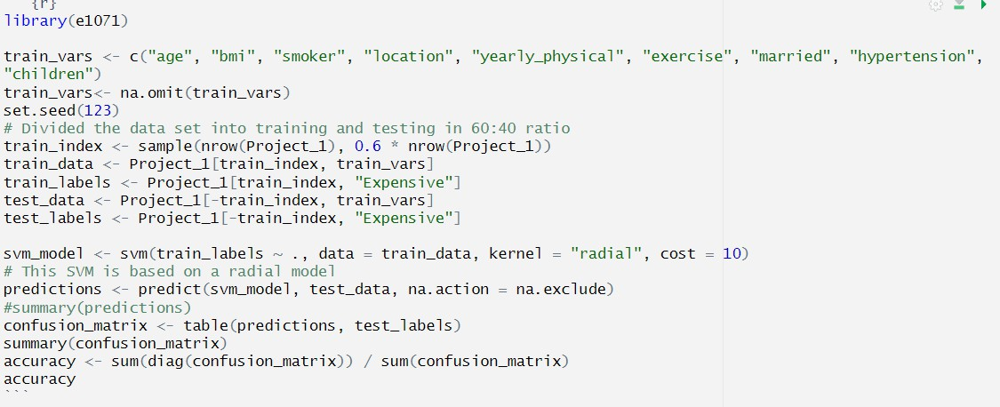 {r}
library(e1071)
train_vars <- c("age", "bmi", "smoker", "location", "yearly_physical", "exercise", "married", "hypertension",
"children")
train_vars<- na.omit(train_vars)
set.seed(123)
# Divided the data set into training and testing in 60:40 ratio
train_index <- sample(nrow(Project_1), 0.6 * nrow(Project_1))
train_data <- Project_1[train_index, train_vars]
train_labels <- Project_1[train_index, "Expensive"]
test_data <- Project_1[-train_index, train_vars]
test_labels <- Project_1[-train_index, "Expensive"]
svm_model <- svm(train_labels ~ ., data = train_data, kernel = "radial", cost = 10)
# This SVM is based on a radial model
predictions <- predict(svm_model, test_data, na.action = na.exclude)
#summary(predictions)
confusion_matrix <- table(predictions, test_labels)
summary(confusion_matrix)
accuracy <- sum(diag(confusion_matrix)) / sum(confusion_matrix)
accuracy
```